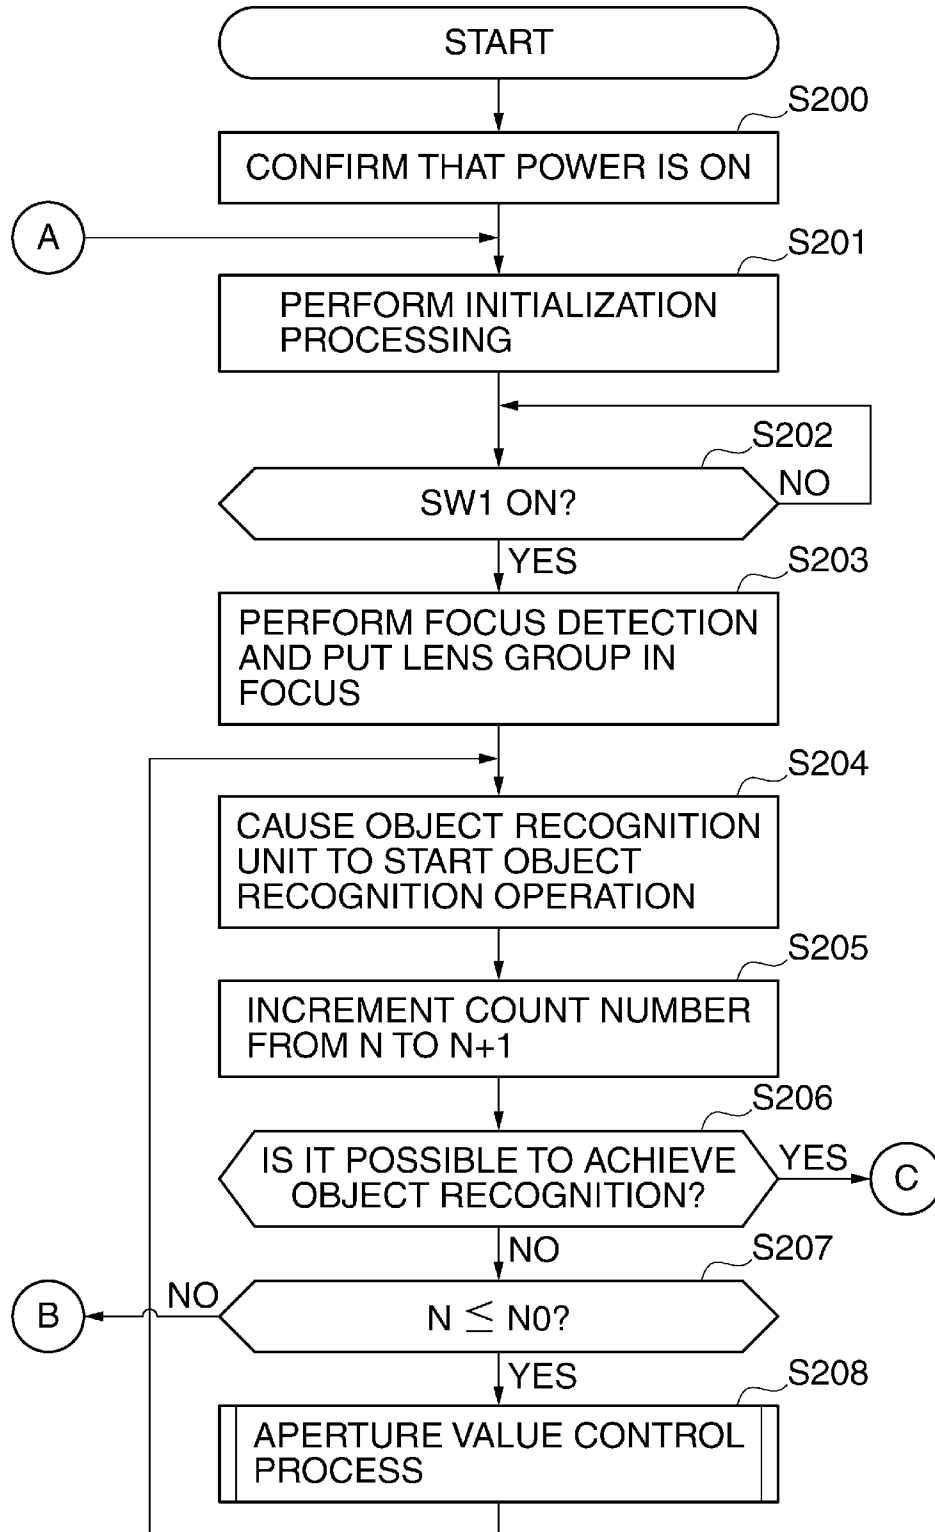 START
S200
CONFIRM THAT POWER IS ON
A
S201
PERFORM INITIALIZATION
PROCESSING
S202
SW1 ON?
NO
YES
S203
PERFORM FOCUS DETECTION
AND PUT LENS GROUP IN
FOCUS
S204
CAUSE OBJECT RECOGNITION
UNIT TO START OBJECT
RECOGNITION OPERATION
S205
INCREMENT COUNT NUMBER
FROM N TO N+1
S206
IS IT POSSIBLE TO ACHIEVE
OBJECT RECOGNITION?
YES
C
NO
S207
B
NO
N ≦ N0?
YES
S208
APERTURE VALUE CONTROL
PROCESS